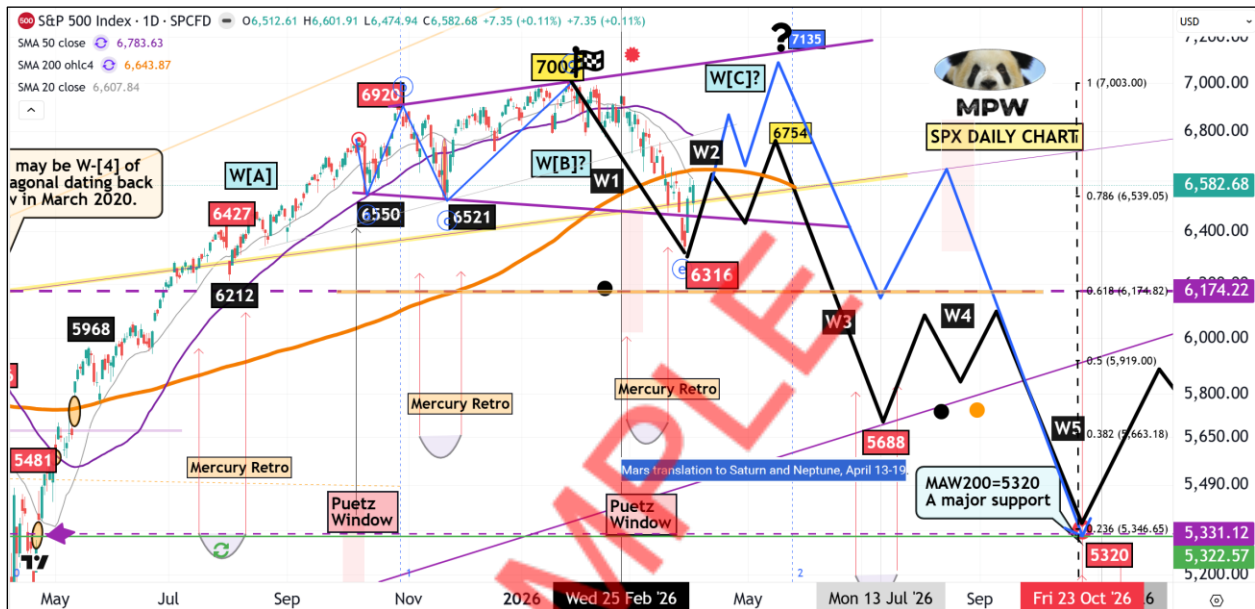 S&P 500 Index · 1D · SPCFD O6,512.61 H6,601.91 L6,474.94 C6,582.68 +7.35 (+0.11%) +7.35 (+0.11%)
USD
SMA 50 close 6,783.63
SMA 200 ohlc4 6,643.87
SMA 20 close 6,607.84
may be W-[4] of
agonal dating back
in March 2020.
W[A]
6920
7002
7135
?
W[C]?
W[B]?
6754
W1
W2
W3
W4
W5
6427
6212
5968
5481
6550
6521
6316
5688
5320
MPW
SPX DAILY CHART
1 (7,003.00)
0.786 (6,539.05)
0.618 (6,174.82)
0.5 (5,919.00)
0.382 (5,663.18)
0.236 (5,346.65)
Mercury Retro
Mercury Retro
Mercury Retro
Puetz
Window
Puetz
Window
Mars translation to Saturn and Neptune, April 13-19
MAW200=5320
A major support
MPLE
a
b
c
e
1
2
7,200.00
7,000.00
6,800.00
6,582.68
6,400.00
6,174.22
6,000.00
5,800.00
5,650.00
5,490.00
5,331.12
5,322.57
5,200.00
May
Jul
Sep
Nov
2026
Wed 25 Feb '26
May
Mon 13 Jul '26
Fri 23 Oct '26